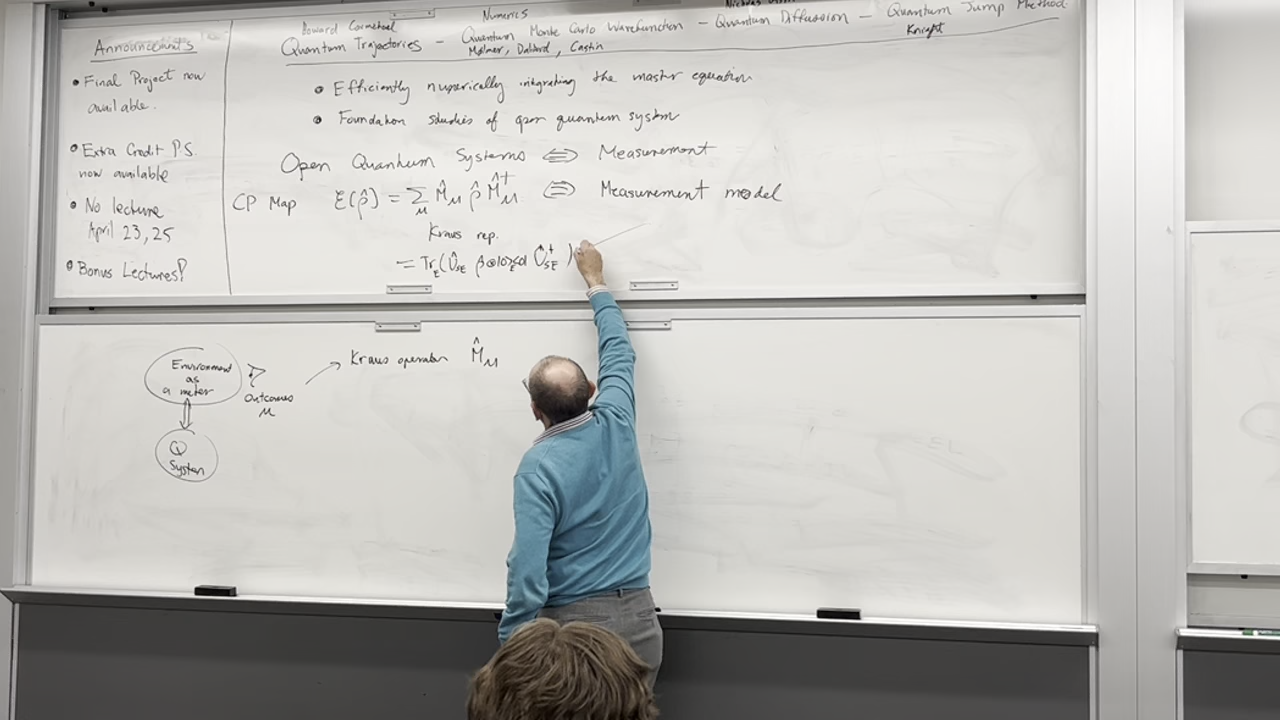 Announcements
• Final Project now
available.
• Extra Credit P.S.
now available
• No lecture
April 23, 25
• Bonus Lectures?
Howard Carmichael
Numerics
Quantum Trajectories – Quantum Monte Carlo Wavefunction – Quantum Diffusion – Quantum Jump Method
Mølmer, Dalibard, Castin
Knight
• Efficiently numerically integrating the master equation
• Foundation studies of open quantum system
Open Quantum Systems ⇔ Measurement
CP Map ℰ(ρ̂) = ∑_μ M̂_μ ρ̂ M̂_μ^† ⇔ Measurement model
Kraus rep.
= Tr_E(Û_SE ρ̂⊗|0⟩_E⟨0| Û_SE^†)
Environment
as
a meter
Outcomes
μ
→ Kraus operator M̂_μ
Q
System